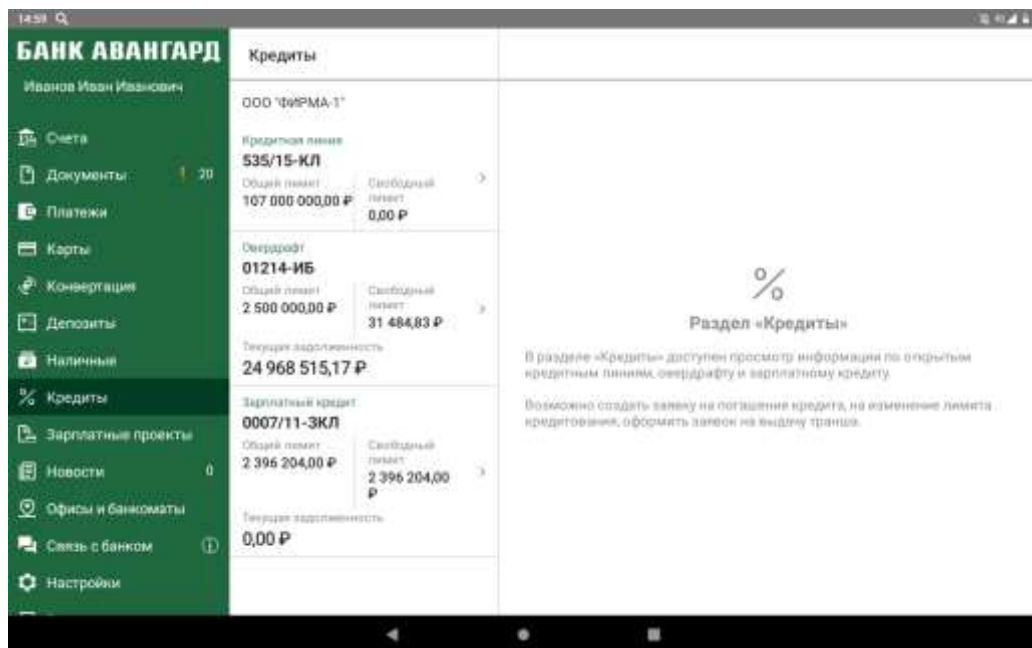 14:59
БАНК АВАНГАРД
Иванов Иван Иванович
Счета
Документы ! 20
Платежи
Карты
Конвертация
Депозиты
Наличные
Кредиты
Зарплатные проекты
Новости 0
Офисы и банкоматы
Связь с банком
Настройки
Кредиты
ООО "ФИРМА-1"
Кредитная линия
535/15-КЛ
Общий лимит
107 000 000,00 ₽
Свободный
лимит
0,00 ₽
Овердрафт
01214-ИБ
Общий лимит
2 500 000,00 ₽
Свободный
лимит
31 484,83 ₽
Текущая задолженность
24 968 515,17 ₽
Зарплатный кредит
0007/11-ЗКЛ
Общий лимит
2 396 204,00 ₽
Свободный
лимит
2 396 204,00
₽
Текущая задолженность
0,00 ₽
Раздел «Кредиты»
В разделе «Кредиты» доступен просмотр информации по открытым
кредитным линиям, овердрафту и зарплатному кредиту.
Возможно создать заявку на погашение кредита, на изменение лимита
кредитования, оформить заявок на выдачу транша.